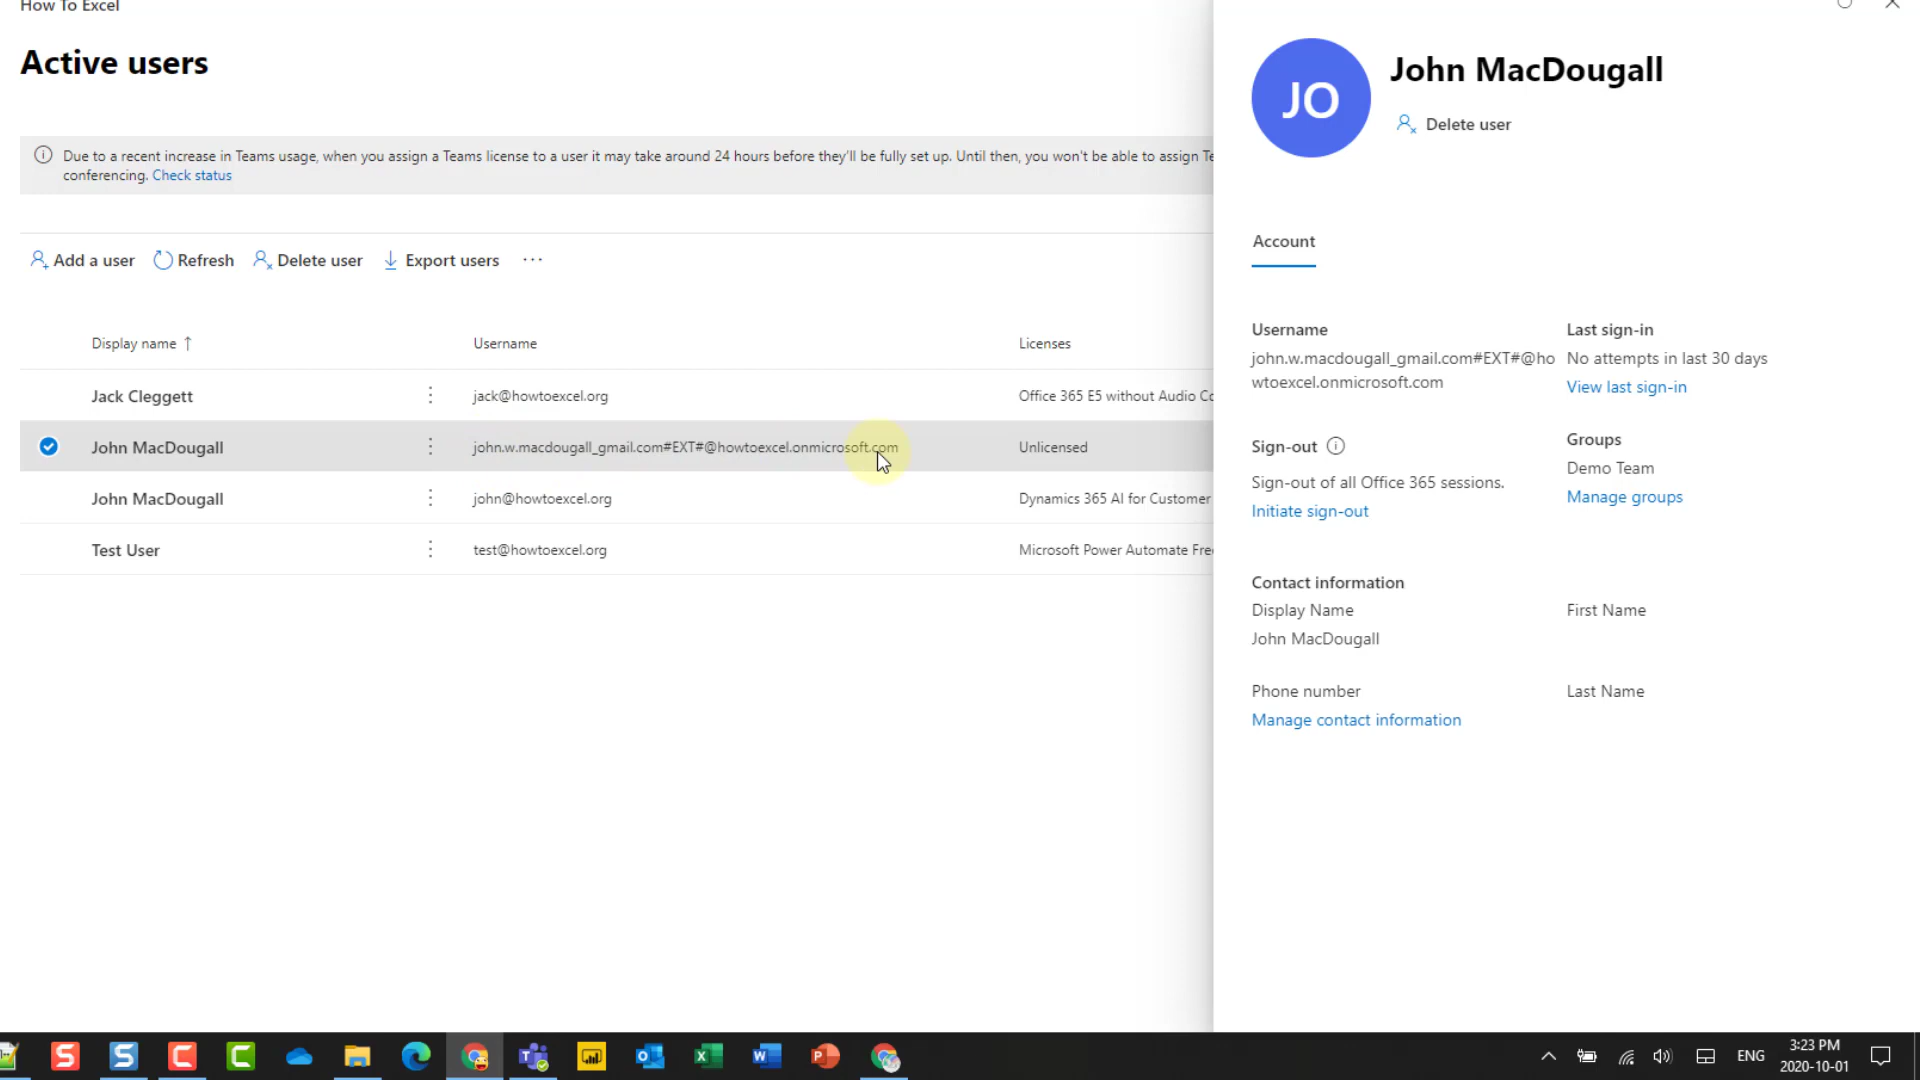 How To Excel
Active users
Due to a recent increase in Teams usage, when you assign a Teams license to a user it may take around 24 hours before they'll be fully set up. Until then, you won't be able to assign Te
conferencing. Check status
Add a user
Refresh
Delete user
Export users
Display name ↑
Username
Licenses
Jack Cleggett
jack@howtoexcel.org
Office 365 E5 without Audio Co
John MacDougall
john.w.macdougall_gmail.com#EXT#@howtoexcel.onmicrosoft.com
Unlicensed
John MacDougall
john@howtoexcel.org
Dynamics 365 AI for Customer
Test User
test@howtoexcel.org
Microsoft Power Automate Fre
JO
John MacDougall
Delete user
Account
Username
john.w.macdougall_gmail.com#EXT#@ho
wtoexcel.onmicrosoft.com
Last sign-in
No attempts in last 30 days
View last sign-in
Sign-out
Sign-out of all Office 365 sessions.
Initiate sign-out
Groups
Demo Team
Manage groups
Contact information
Display Name
John MacDougall
First Name
Phone number
Manage contact information
Last Name
ENG
3:23 PM
2020-10-01